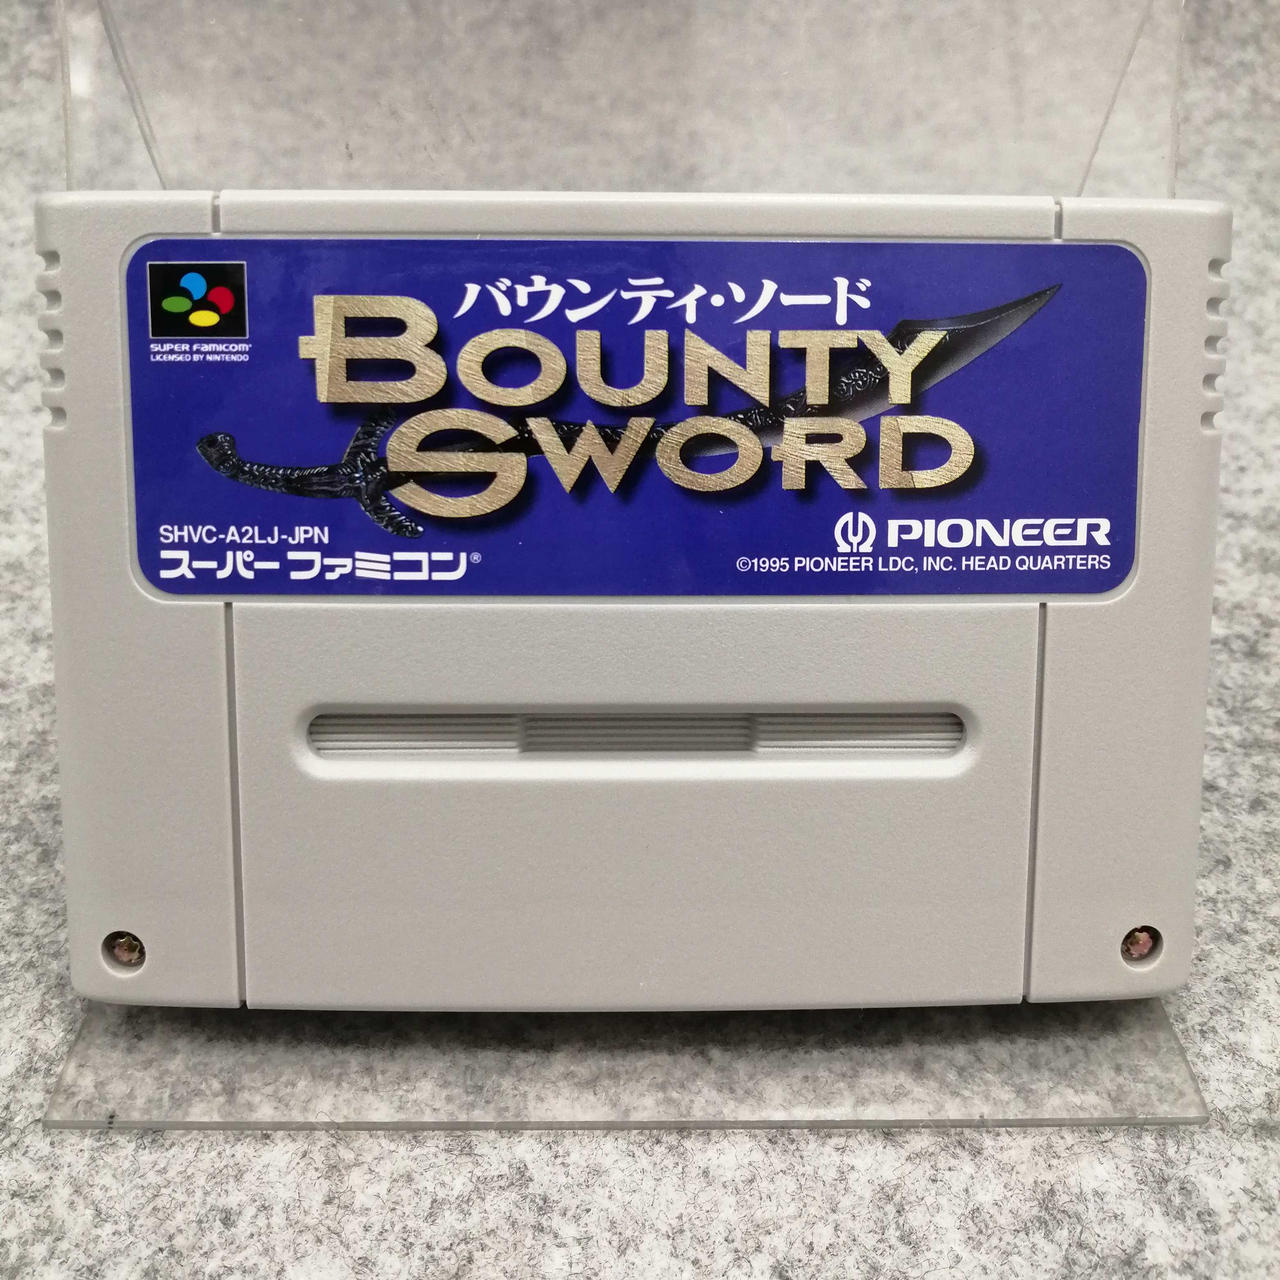 バウンティ・ソード
BOUNTY
SWORD
SUPER FAMICOM
LICENSED BY NINTENDO
SHVC-A2LJ-JPN
スーパーファミコン®
PIONEER
©1995 PIONEER LDC, INC. HEAD QUARTERS